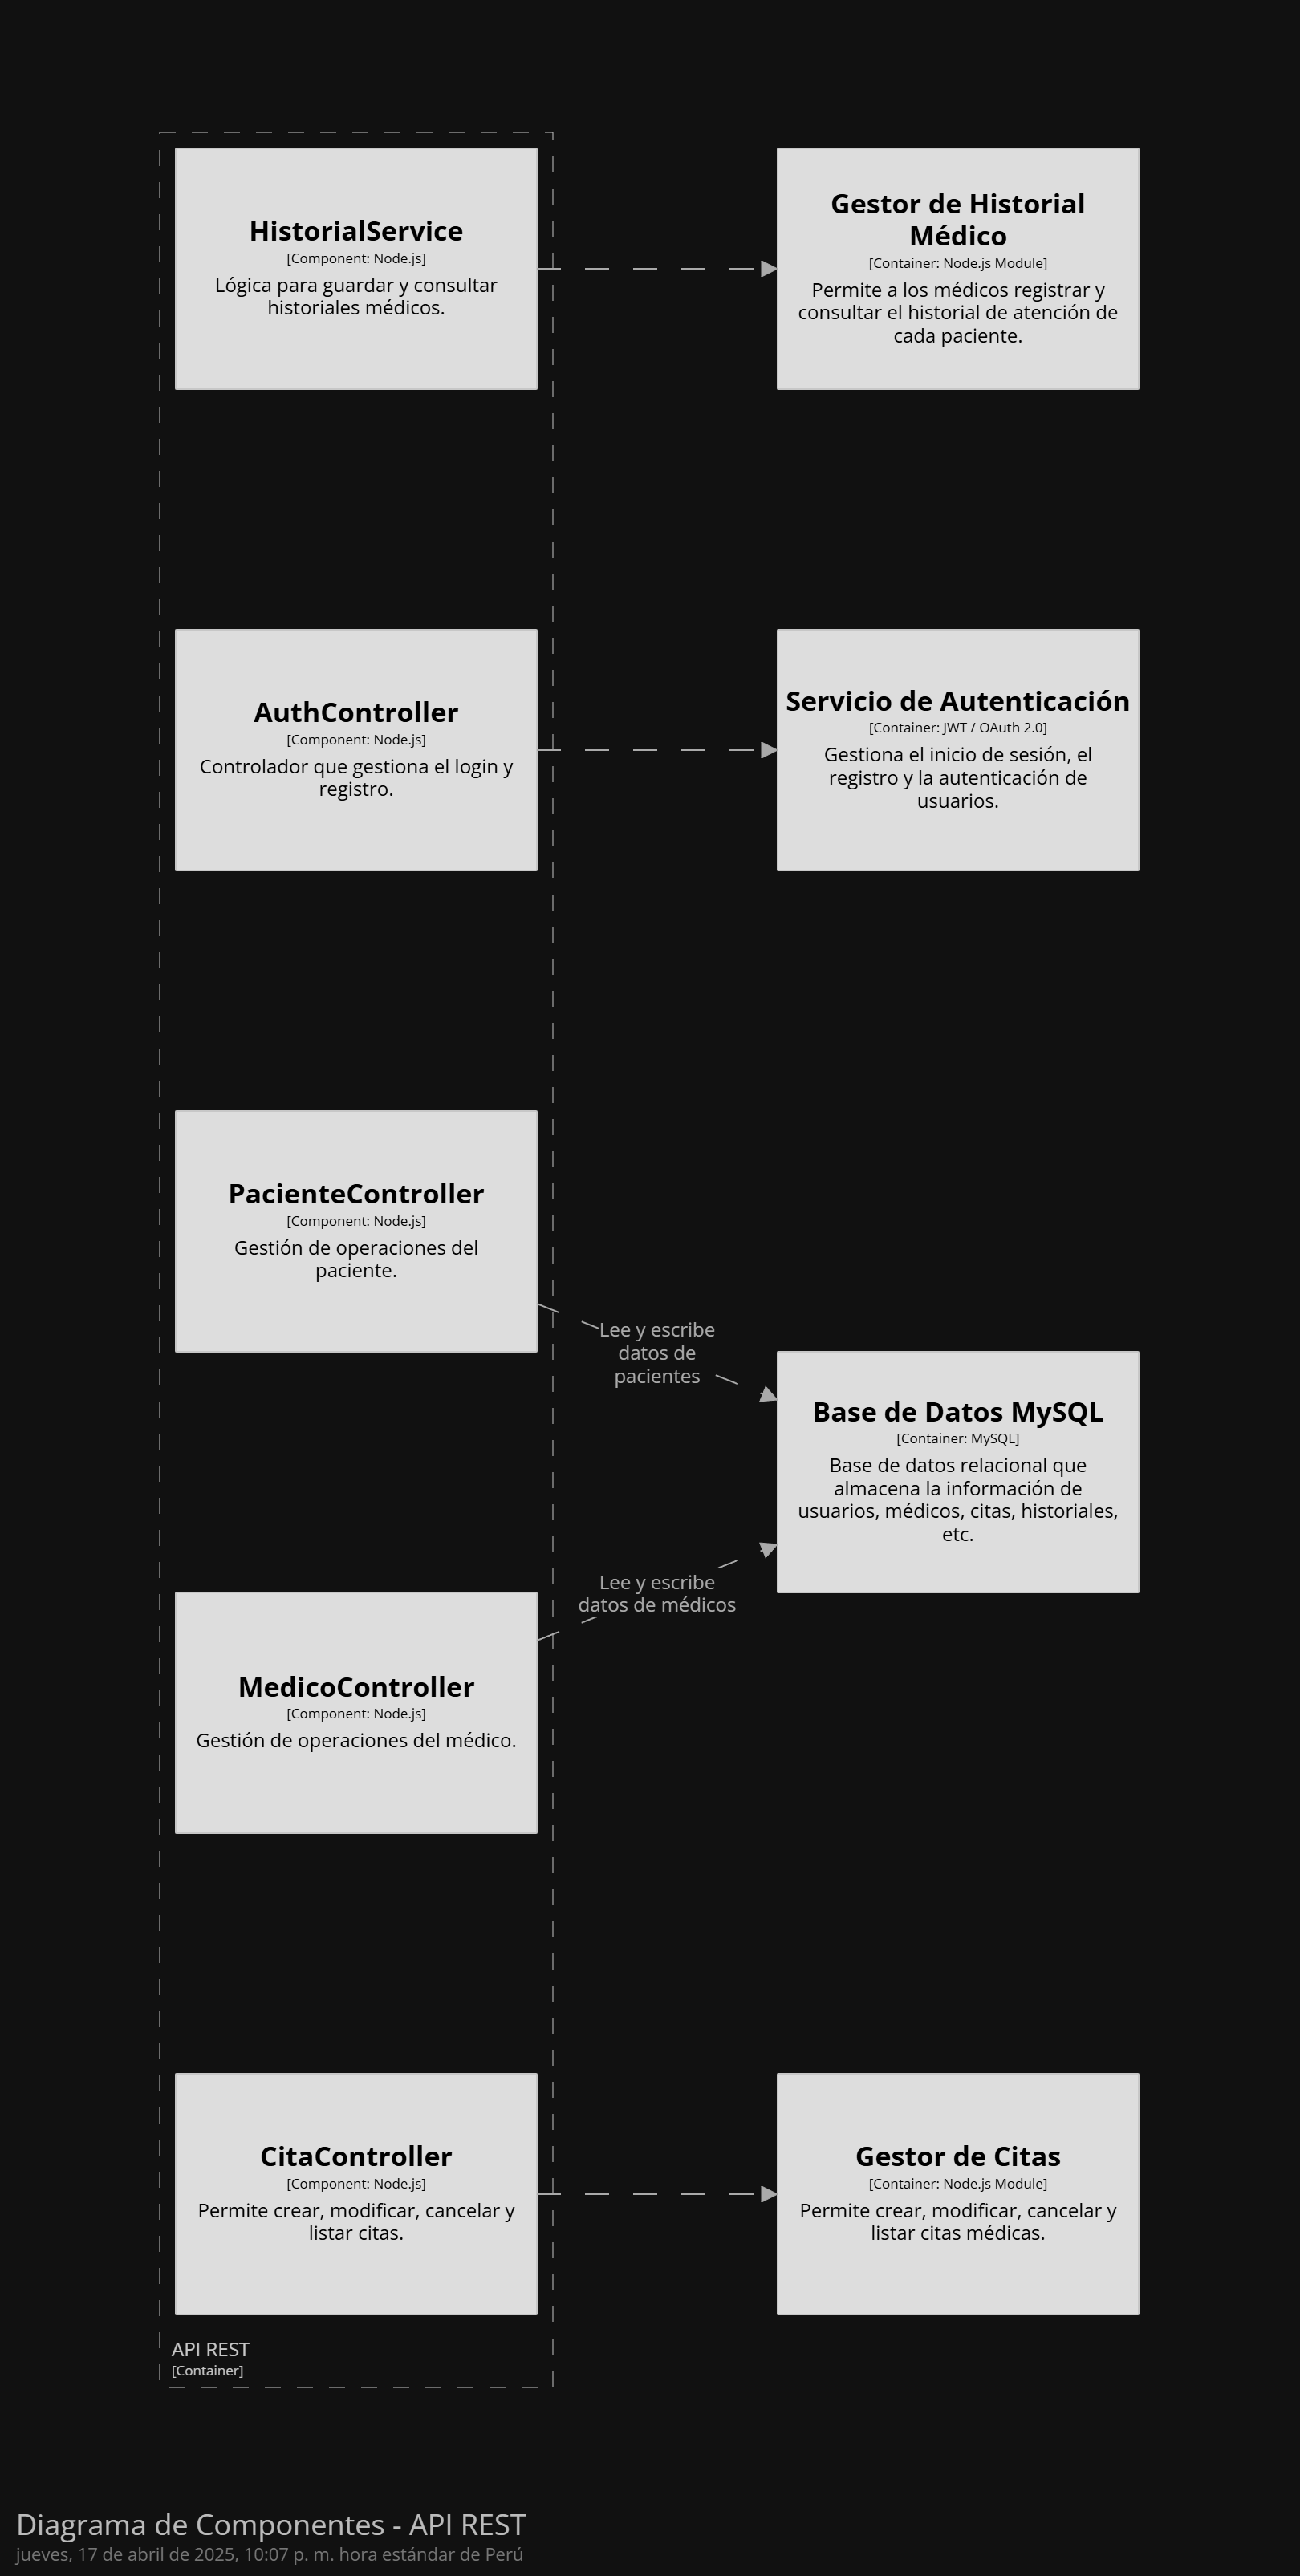 HistorialService
[Component: Node.js]
Lógica para guardar y consultar
historiales médicos.
Gestor de Historial
Médico
[Container: Node.js Module]
Permite a los médicos registrar y
consultar el historial de atención de
cada paciente.
AuthController
[Component: Node.js]
Controlador que gestiona el login y
registro.
Servicio de Autenticación
[Container: JWT / OAuth 2.0]
Gestiona el inicio de sesión, el
registro y la autenticación de
usuarios.
PacienteController
[Component: Node.js]
Gestión de operaciones del
paciente.
Lee y escribe
datos de
pacientes
Base de Datos MySQL
[Container: MySQL]
Base de datos relacional que
almacena la información de
usuarios, médicos, citas, historiales,
etc.
Lee y escribe
datos de médicos
MedicoController
[Component: Node.js]
Gestión de operaciones del médico.
CitaController
[Component: Node.js]
Permite crear, modificar, cancelar y
listar citas.
Gestor de Citas
[Container: Node.js Module]
Permite crear, modificar, cancelar y
listar citas médicas.
API REST
[Container]
Diagrama de Componentes - API REST
jueves, 17 de abril de 2025, 10:07 p. m. hora estándar de Perú